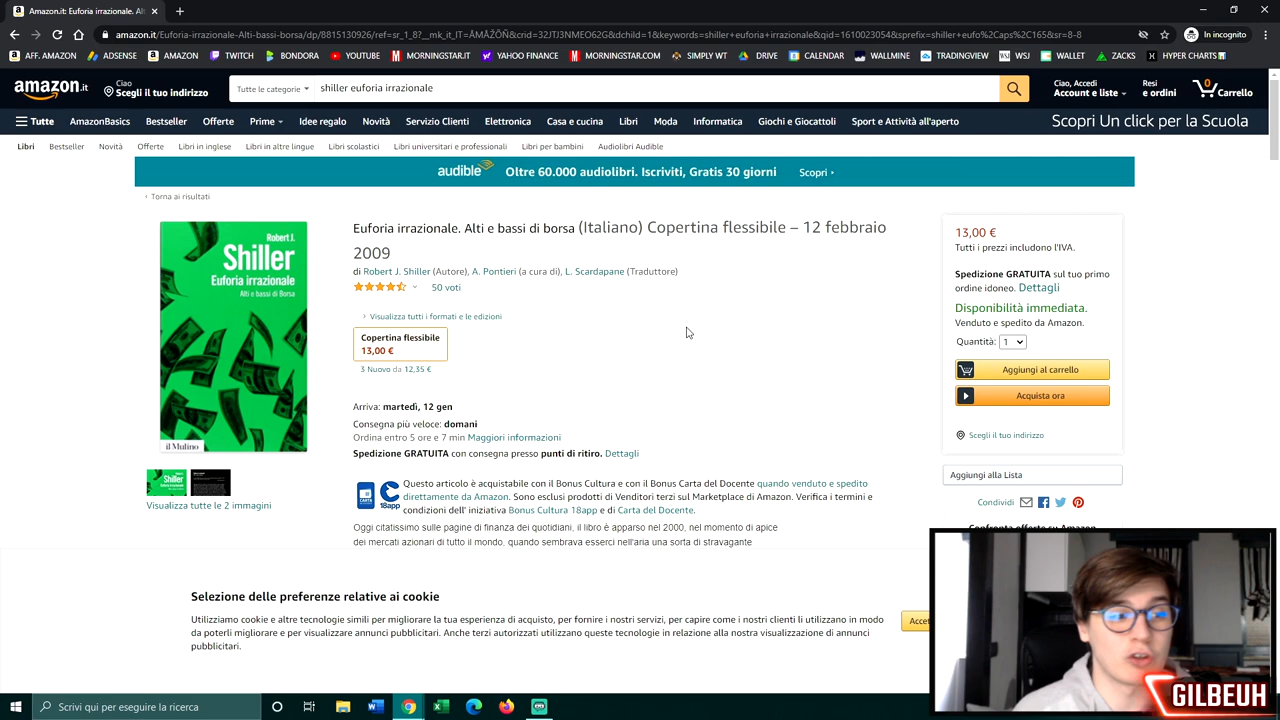 Al
amazon.it/Euforia-irrazionale-Alti-bassi-borsa/dp/8815130926/ref=sr_1_8?__mk_it_IT=ÅMÅŽÕÑ&crid=32JTJ3NMEO62G&dchild=1&keywords=shiller+euforia+irrazionale&qid=1610023054&sprefix=shiller+eufo%2Caps%2C165&sr=8-8
In incognito
AFF. AMAZON
ADSENSE
AMAZON
BONDORA
YOUTUBE
MORNINGSTAR.IT
YAHOO FINANCE
MORNINGSTAR.COM
SIMPLY WT
DRIVE
CALENDAR
WALLMINE
TRADINGVIEW
WSJ
WALLET
ZACKS
HYPER CHARTS
amazon.it
Ciao
Scegli il tuo indirizzo
Tutte le categorie
shiller euforia irrazionale
Ciao, Accedi
Account e liste
Resi
e ordini
0
Carrello
Tutte
AmazonBasics
Bestseller
Offerte
Prime
Idee regalo
Novità
Servizio Clienti
Elettronica
Casa e cucina
Libri
Moda
Informatica
Giochi e Giocattoli
Sport e Attività all'aperto
Scopri Un click per la Scuola
Libri
Bestseller
Novità
Offerte
Libri in inglese
Libri in altre lingue
Libri scolastici
Libri universitari e professionali
Libri per bambini
Audiolibri Audible
audible
Oltre 60.000 audiolibri. Iscriviti, Gratis 30 giorni
Scopri
‹ Torna ai risultati
Robert J.
Shiller
Euforia irrazionale
Alti e bassi di Borsa
il Mulino
Visualizza tutte le 2 immagini
Euforia irrazionale. Alti e bassi di borsa (Italiano) Copertina flessibile – 12 febbraio
2009
di Robert J. Shiller (Autore), A. Pontieri (a cura di), L. Scardapane (Traduttore)
50 voti
Visualizza tutti i formati e le edizioni
Copertina flessibile
13,00 €
3 Nuovo da 12,35 €
Arriva: martedì, 12 gen
Consegna più veloce: domani
Ordina entro 5 ore e 7 min Maggiori informazioni
Spedizione GRATUITA con consegna presso punti di ritiro. Dettagli
CARTA
18app
Questo articolo è acquistabile con il Bonus Cultura e con il Bonus Carta del Docente quando venduto e spedito
direttamente da Amazon. Sono esclusi prodotti di Venditori terzi sul Marketplace di Amazon. Verifica i termini e
condizioni dell' iniziativa Bonus Cultura 18app e di Carta del Docente.
Oggi citatissimo sulle pagine di finanza dei quotidiani, il libro è apparso nel 2000, nel momento di apice
dei mercati azionari di tutto il mondo, quando sembrava esserci nell'aria una sorta di stravagante
13,00 €
Tutti i prezzi includono l'IVA.
Spedizione GRATUITA sul tuo primo
ordine idoneo. Dettagli
Disponibilità immediata.
Venduto e spedito da Amazon.
Quantità: 1
Aggiungi al carrello
Acquista ora
Scegli il tuo indirizzo
Aggiungi alla Lista
Condividi
Confronta offerte su Amazon
Selezione delle preferenze relative ai cookie
Utilizziamo cookie e altre tecnologie simili per migliorare la tua esperienza di acquisto, per fornire i nostri servizi, per capire come i nostri clienti li utilizzano in modo
da poterli migliorare e per visualizzare annunci pubblicitari. Anche terzi autorizzati utilizzano queste tecnologie in relazione alla nostra visualizzazione di annunci
pubblicitari.
Accet
GILBEUH
Scrivi qui per eseguire la ricerca